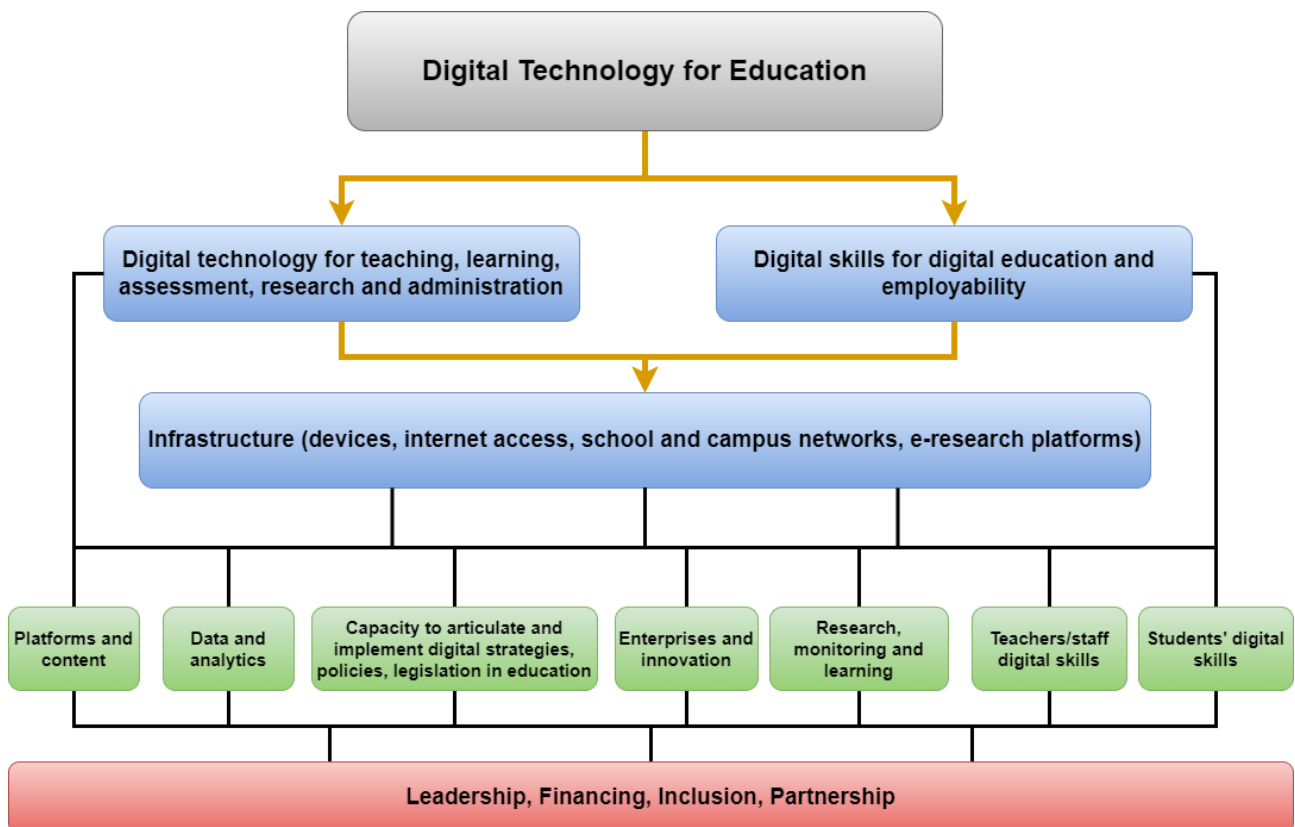 Digital Technology for Education
Digital technology for teaching, learning,
assessment, research and administration
Digital skills for digital education and
employability
Infrastructure (devices, internet access, school and campus networks, e-research platforms)
Platforms and
content
Data and
analytics
Capacity to articulate and
implement digital strategies,
policies, legislation in education
Enterprises and
innovation
Research,
monitoring and
learning
Teachers/staff
digital skills
Students' digital
skills
Leadership, Financing, Inclusion, Partnership